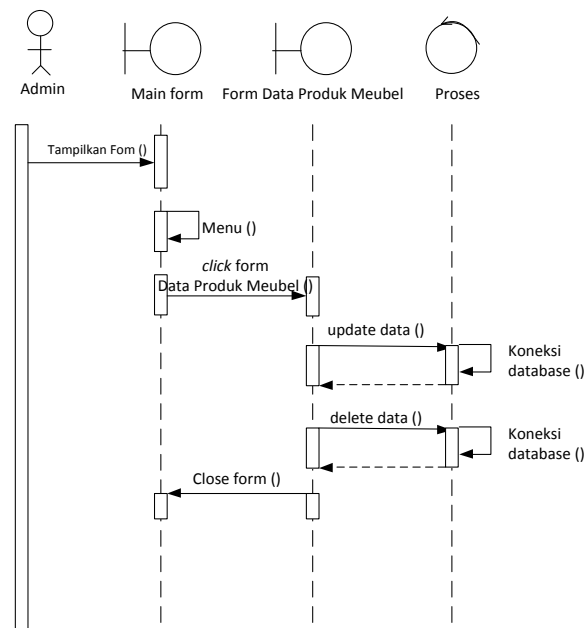 Admin
Main form
Form Data Produk Meubel
Proses
Tampilkan Fom ()
Menu ()
click form
Data Produk Meubel ()
update data ()
Koneksi
database ()
delete data ()
Koneksi
database ()
Close form ()